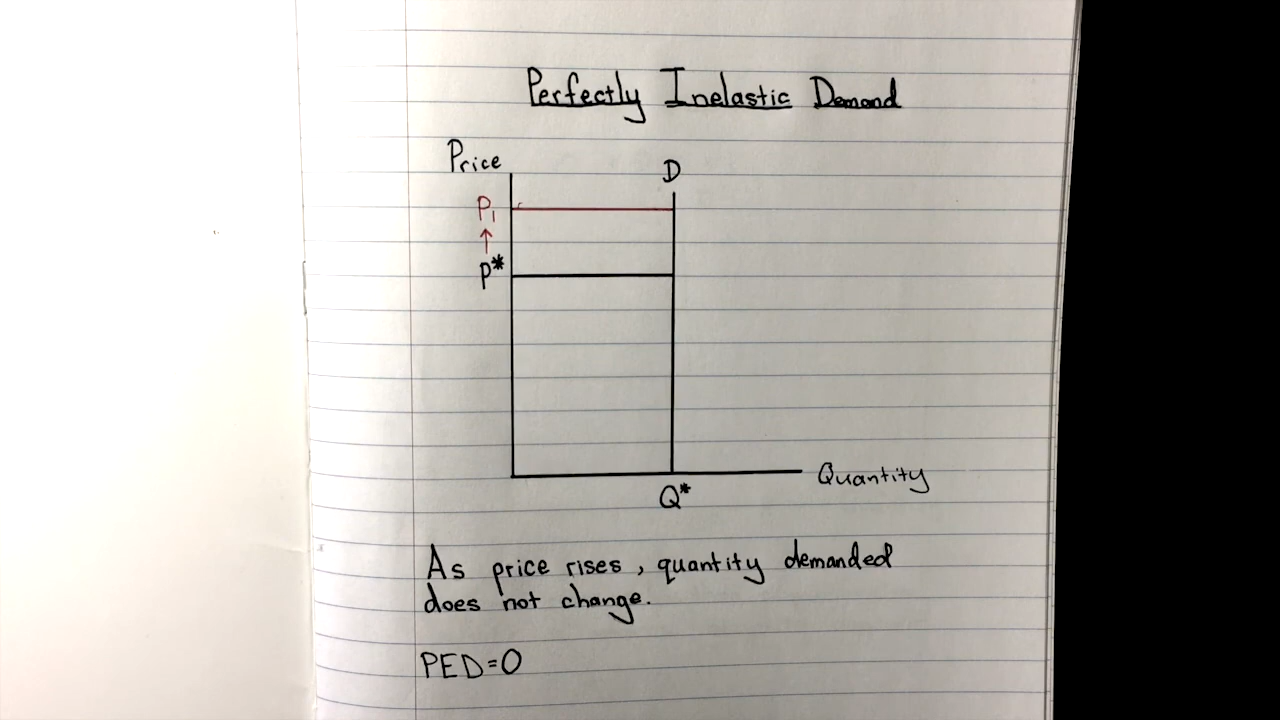 Perfectly Inelastic Demand
Price
D
P₁
↑
P*
Quantity
Q*
As price rises, quantity demanded
does not change.
PED=0